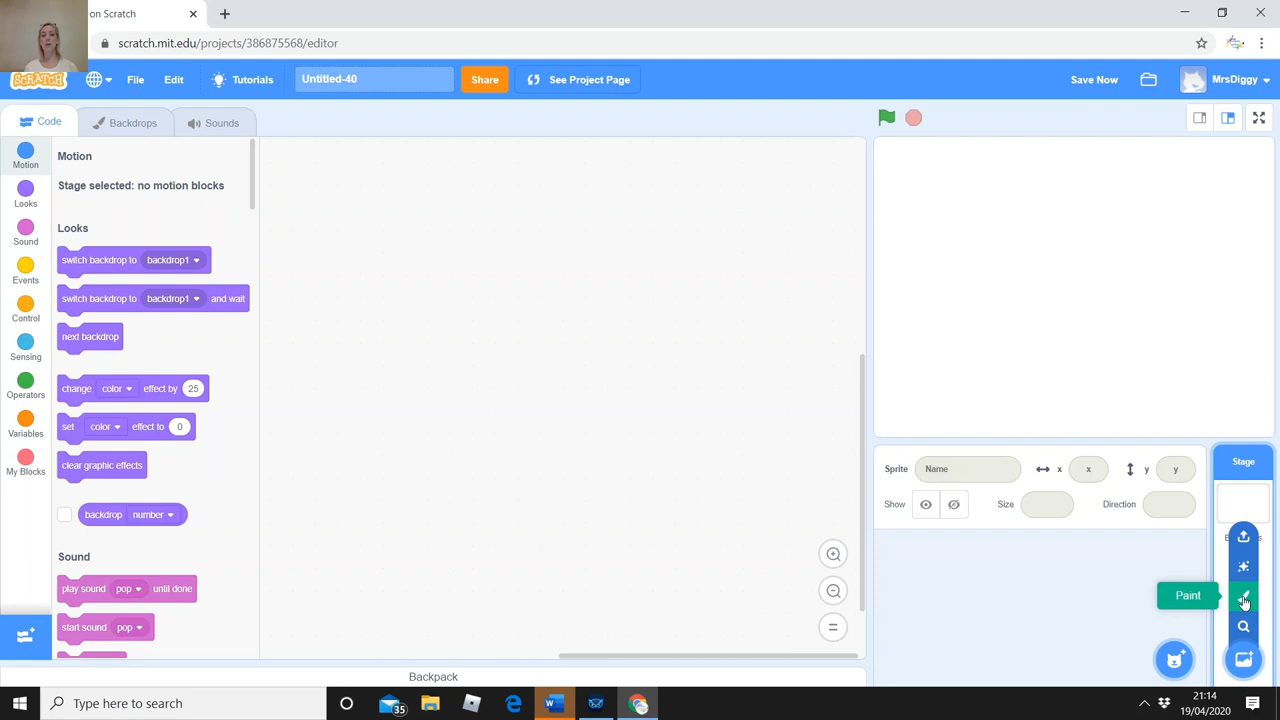 on Scratch
scratch.mit.edu/projects/386875568/editor
SCRATCH
File
Edit
Tutorials
Untitled-40
Share
See Project Page
Save Now
MrsDiggy
Code
Backdrops
Sounds
Motion
Looks
Sound
Events
Control
Sensing
Operators
Variables
My Blocks
Motion
Stage selected: no motion blocks
Looks
switch backdrop to backdrop1
switch backdrop to backdrop1 and wait
next backdrop
change color effect by 25
set color effect to 0
clear graphic effects
backdrop number
Sound
play sound pop until done
start sound pop
Backpack
Sprite Name x x y y
Show Size Direction
Stage
Paint
Type here to search
35
21:14
19/04/2020